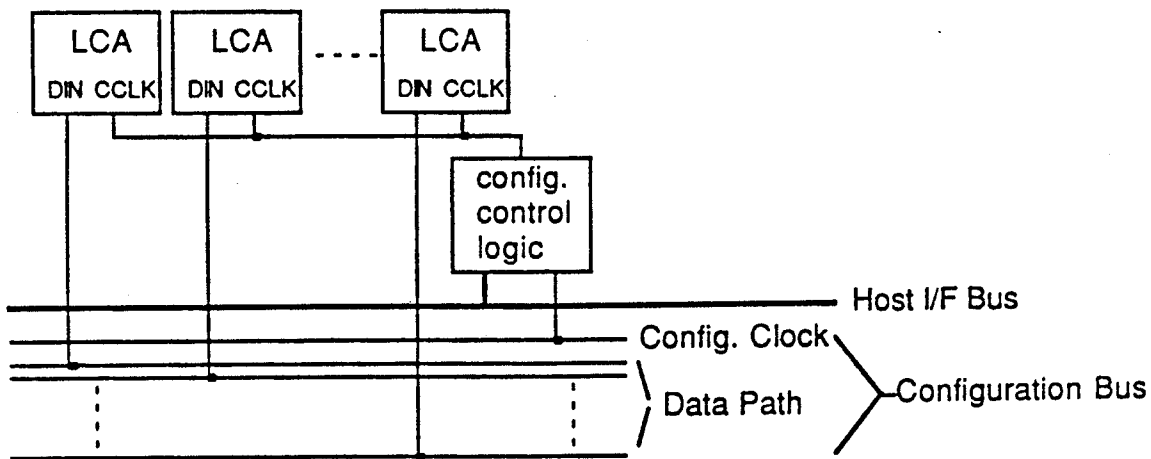 LCA
DIN CCLK
LCA
DIN CCLK
LCA
DIN CCLK
config.
control
logic
Host I/F Bus
Config. Clock
Data Path
Configuration Bus